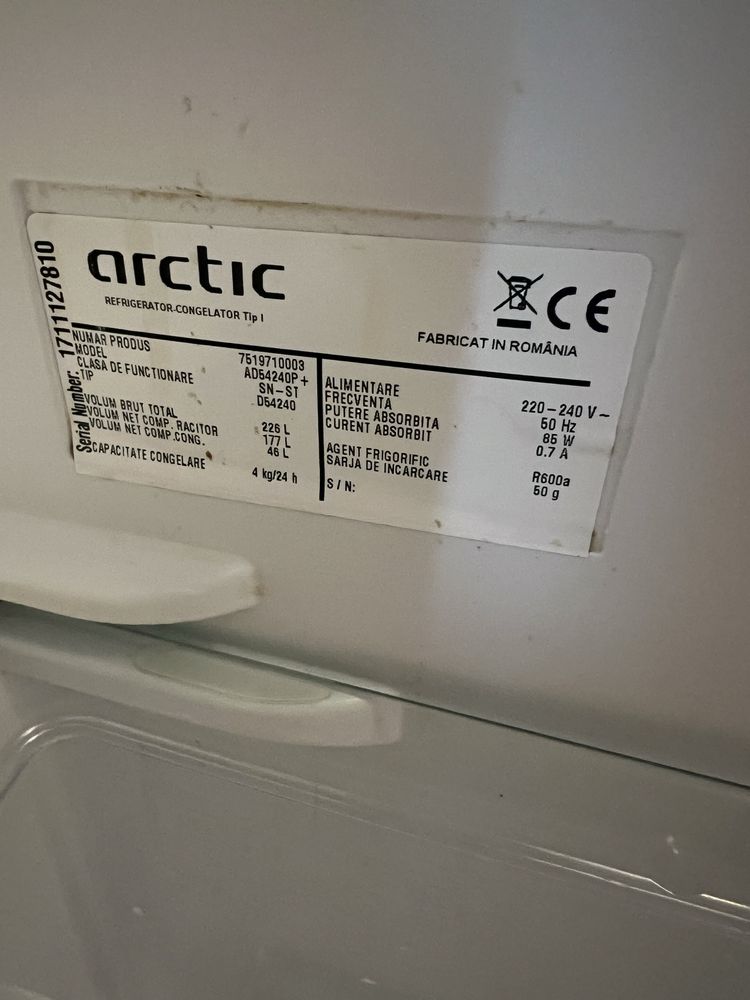 arctic
REFRIGERATOR-CONGELATOR Tip I
CE
FABRICAT IN ROMÂNIA
Serial Number: 1711127810
NUMAR PRODUS 7519710003
MODEL AD54240P+
CLASA DE FUNCTIONARE SN-ST
TIP D54240
VOLUM BRUT TOTAL 226 L
VOLUM NET COMP. RACITOR 177 L
VOLUM NET COMP.CONG. 46 L
CAPACITATE CONGELARE 4 kg/24 h
ALIMENTARE 220-240 V~
FRECVENTA 50 Hz
PUTERE ABSORBITA 85 W
CURENT ABSORBIT 0.7 A
AGENT FRIGORIFIC R600a
SARJA DE INCARCARE 50 g
S / N: